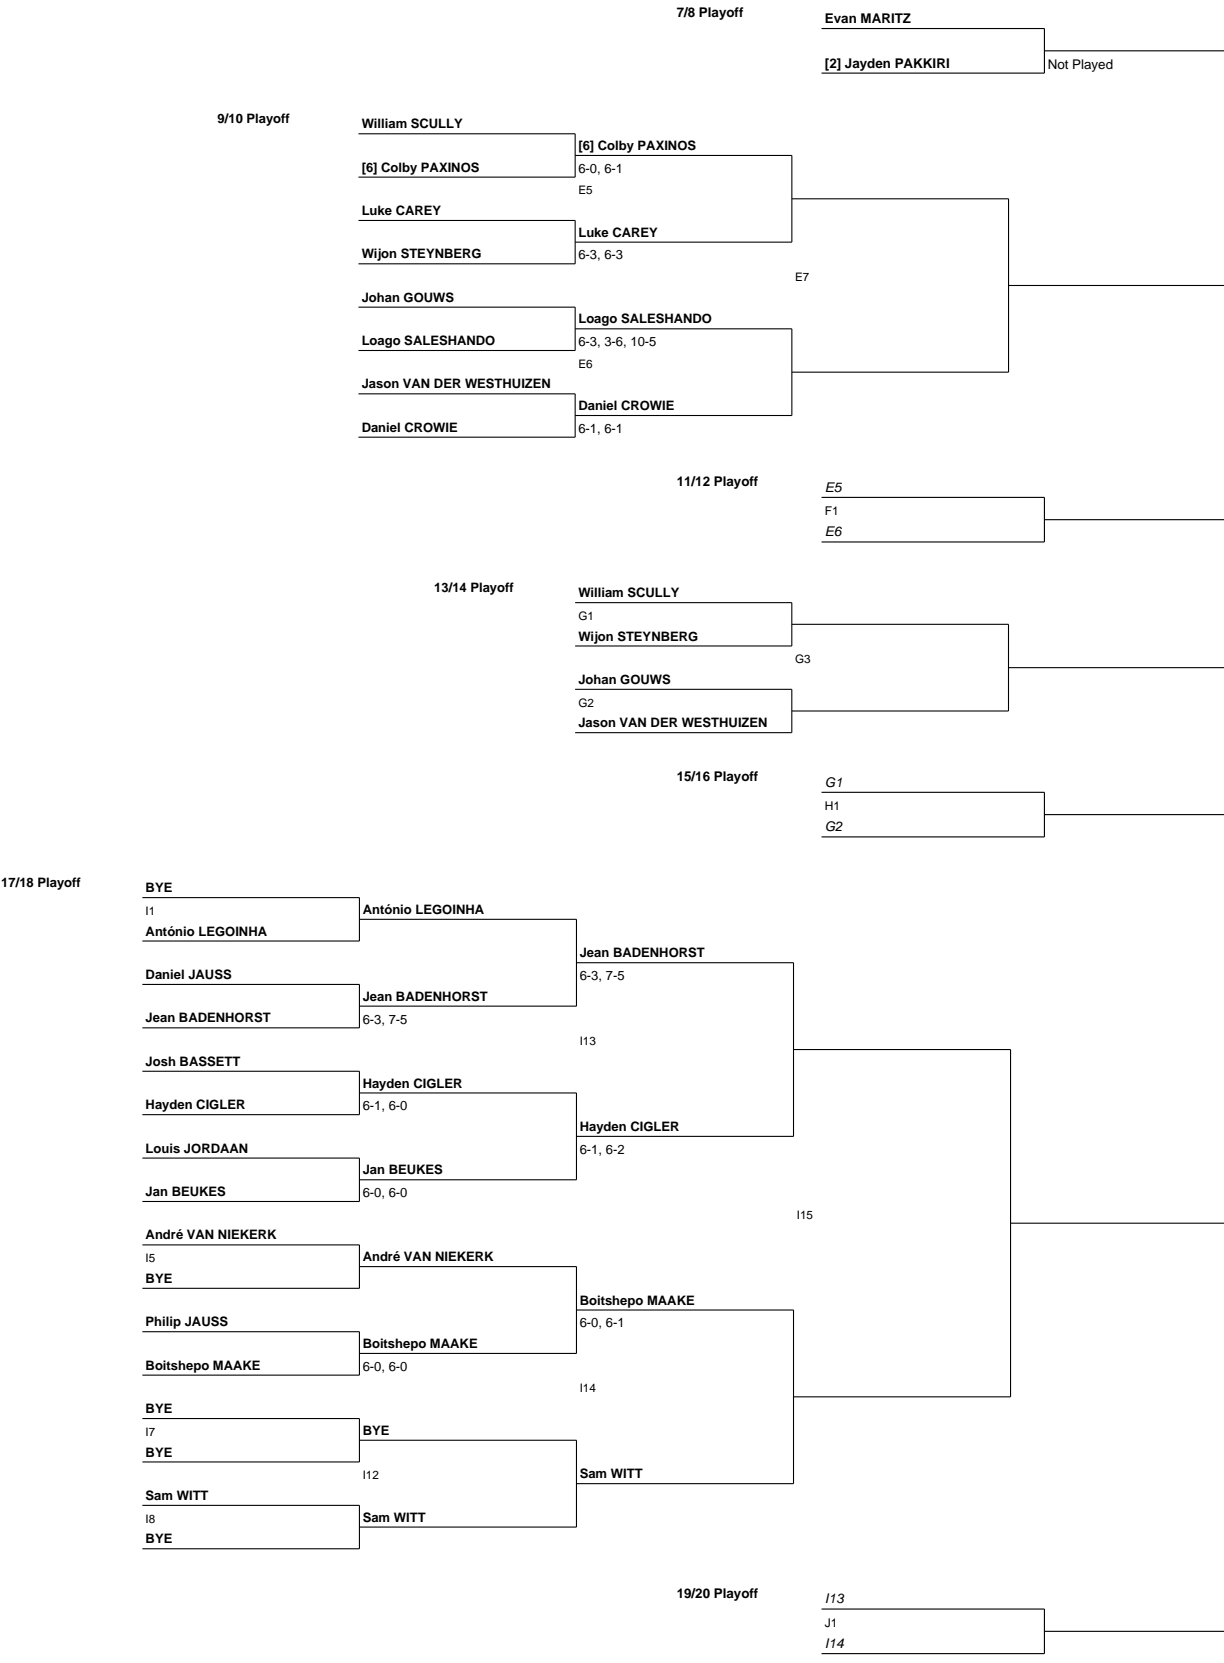 7/8 Playoff
Evan MARITZ
[2] Jayden PAKKIRI
Not Played
9/10 Playoff
William SCULLY
[6] Colby PAXINOS
[6] Colby PAXINOS
6-0, 6-1
E5
Luke CAREY
Luke CAREY
Wijon STEYNBERG
6-3, 6-3
E7
Johan GOUWS
Loago SALESHANDO
Loago SALESHANDO
6-3, 3-6, 10-5
E6
Jason VAN DER WESTHUIZEN
Daniel CROWIE
Daniel CROWIE
6-1, 6-1
11/12 Playoff
E5
F1
E6
13/14 Playoff
William SCULLY
G1
Wijon STEYNBERG
G3
Johan GOUWS
G2
Jason VAN DER WESTHUIZEN
15/16 Playoff
G1
H1
G2
17/18 Playoff
BYE
I1
António LEGOINHA
António LEGOINHA
Jean BADENHORST
Daniel JAUSS
6-3, 7-5
Jean BADENHORST
Jean BADENHORST
6-3, 7-5
I13
Josh BASSETT
Hayden CIGLER
Hayden CIGLER
6-1, 6-0
Hayden CIGLER
Louis JORDAAN
6-1, 6-2
Jan BEUKES
Jan BEUKES
6-0, 6-0
I15
André VAN NIEKERK
I5
André VAN NIEKERK
BYE
Boitshepo MAAKE
Philip JAUSS
6-0, 6-1
Boitshepo MAAKE
Boitshepo MAAKE
6-0, 6-0
I14
BYE
I7
BYE
BYE
I12
Sam WITT
Sam WITT
I8
Sam WITT
BYE
19/20 Playoff
I13
J1
I14